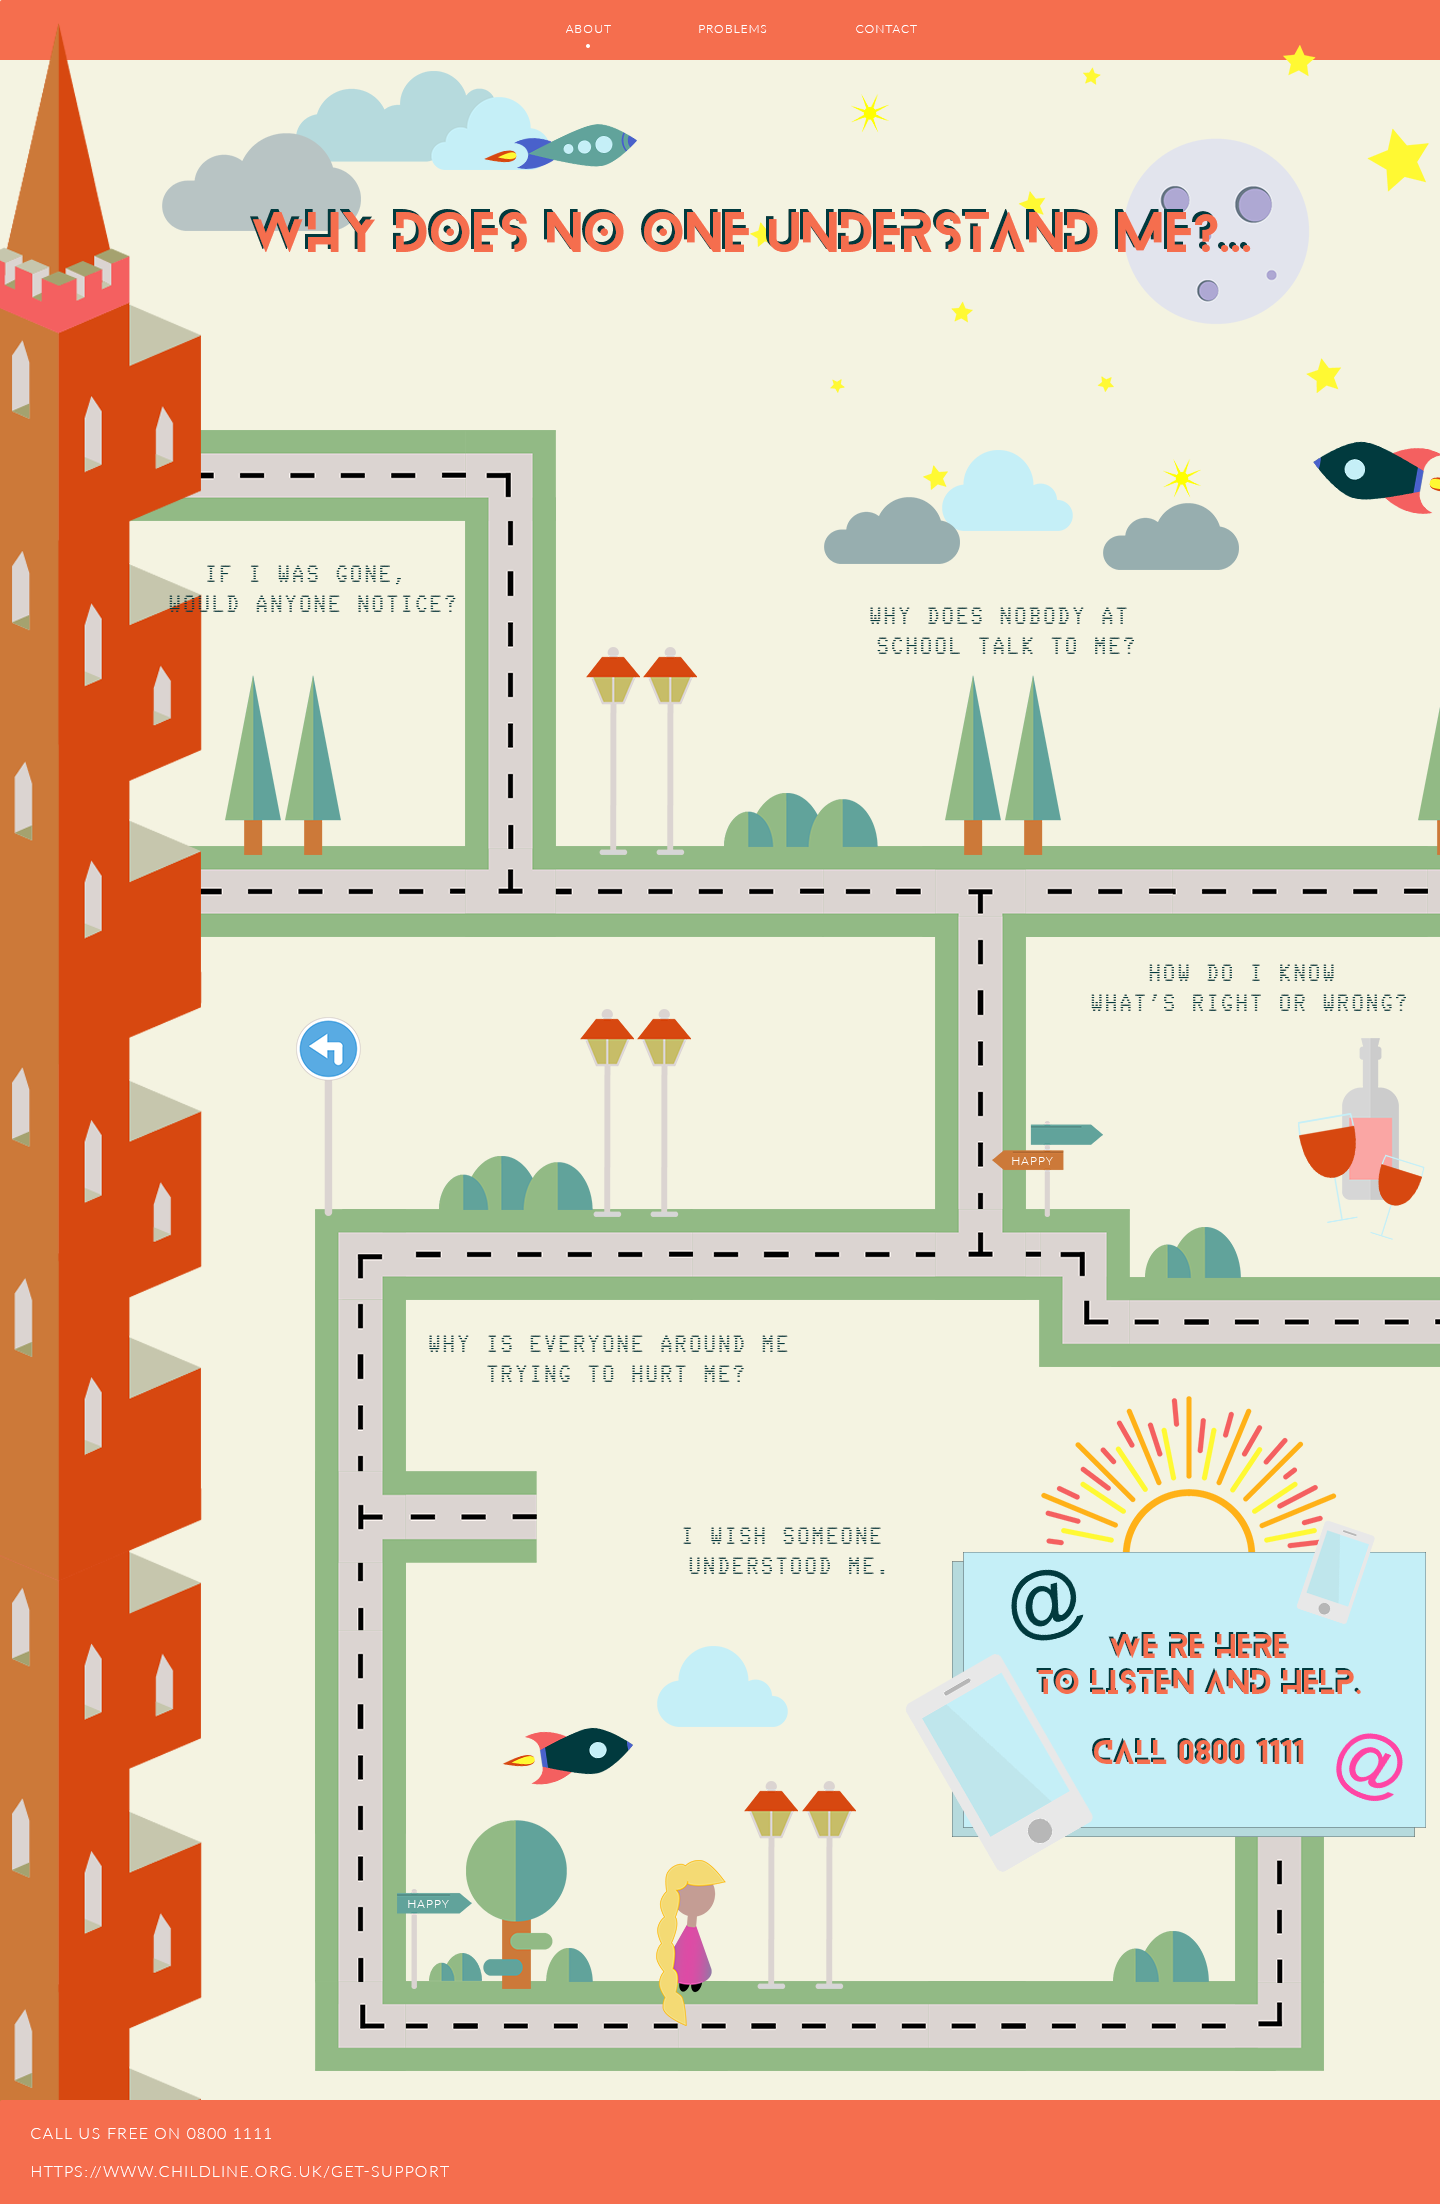 ABOUT
PROBLEMS
CONTACT
WHY DOES NO ONE UNDERSTAND ME?...
IF I WAS GONE,
WOULD ANYONE NOTICE?
WHY DOES NOBODY AT
SCHOOL TALK TO ME?
HOW DO I KNOW
WHAT'S RIGHT OR WRONG?
HAPPY
WHY IS EVERYONE AROUND ME
TRYING TO HURT ME?
I WISH SOMEONE
UNDERSTOOD ME.
@
WE RE HERE
TO LISTEN AND HELP.
CALL 0800 1111
@
HAPPY
CALL US FREE ON 0800 1111
HTTPS://WWW.CHILDLINE.ORG.UK/GET-SUPPORT